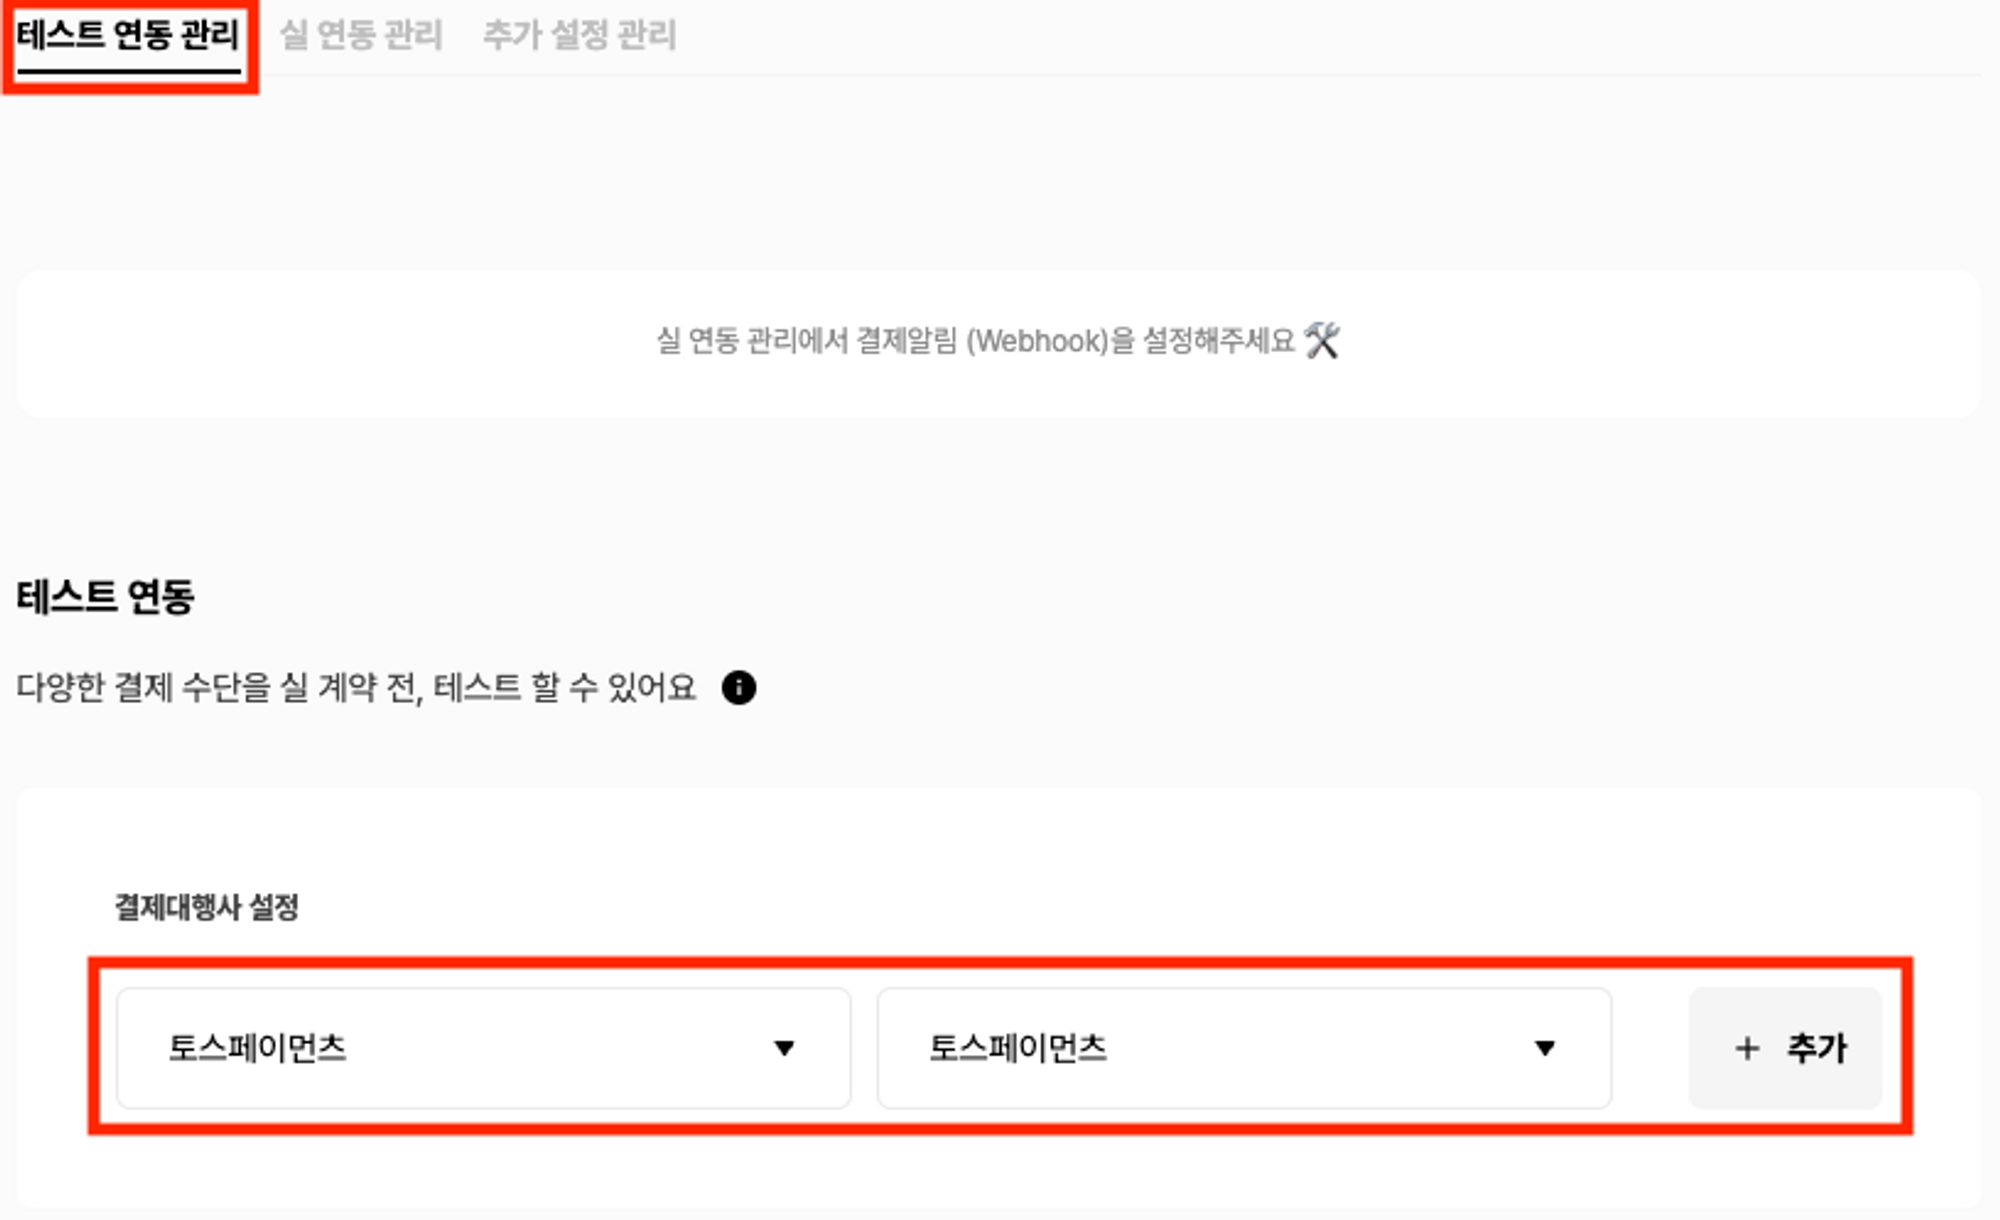 테스트 연동 관리 실 연동 관리 추가 설정 관리
실 연동 관리에서 결제알림 (Webhook)을 설정해주세요 🛠️
테스트 연동
다양한 결제 수단을 실 계약 전, 테스트 할 수 있어요
결제대행사 설정
토스페이먼츠 토스페이먼츠 + 추가